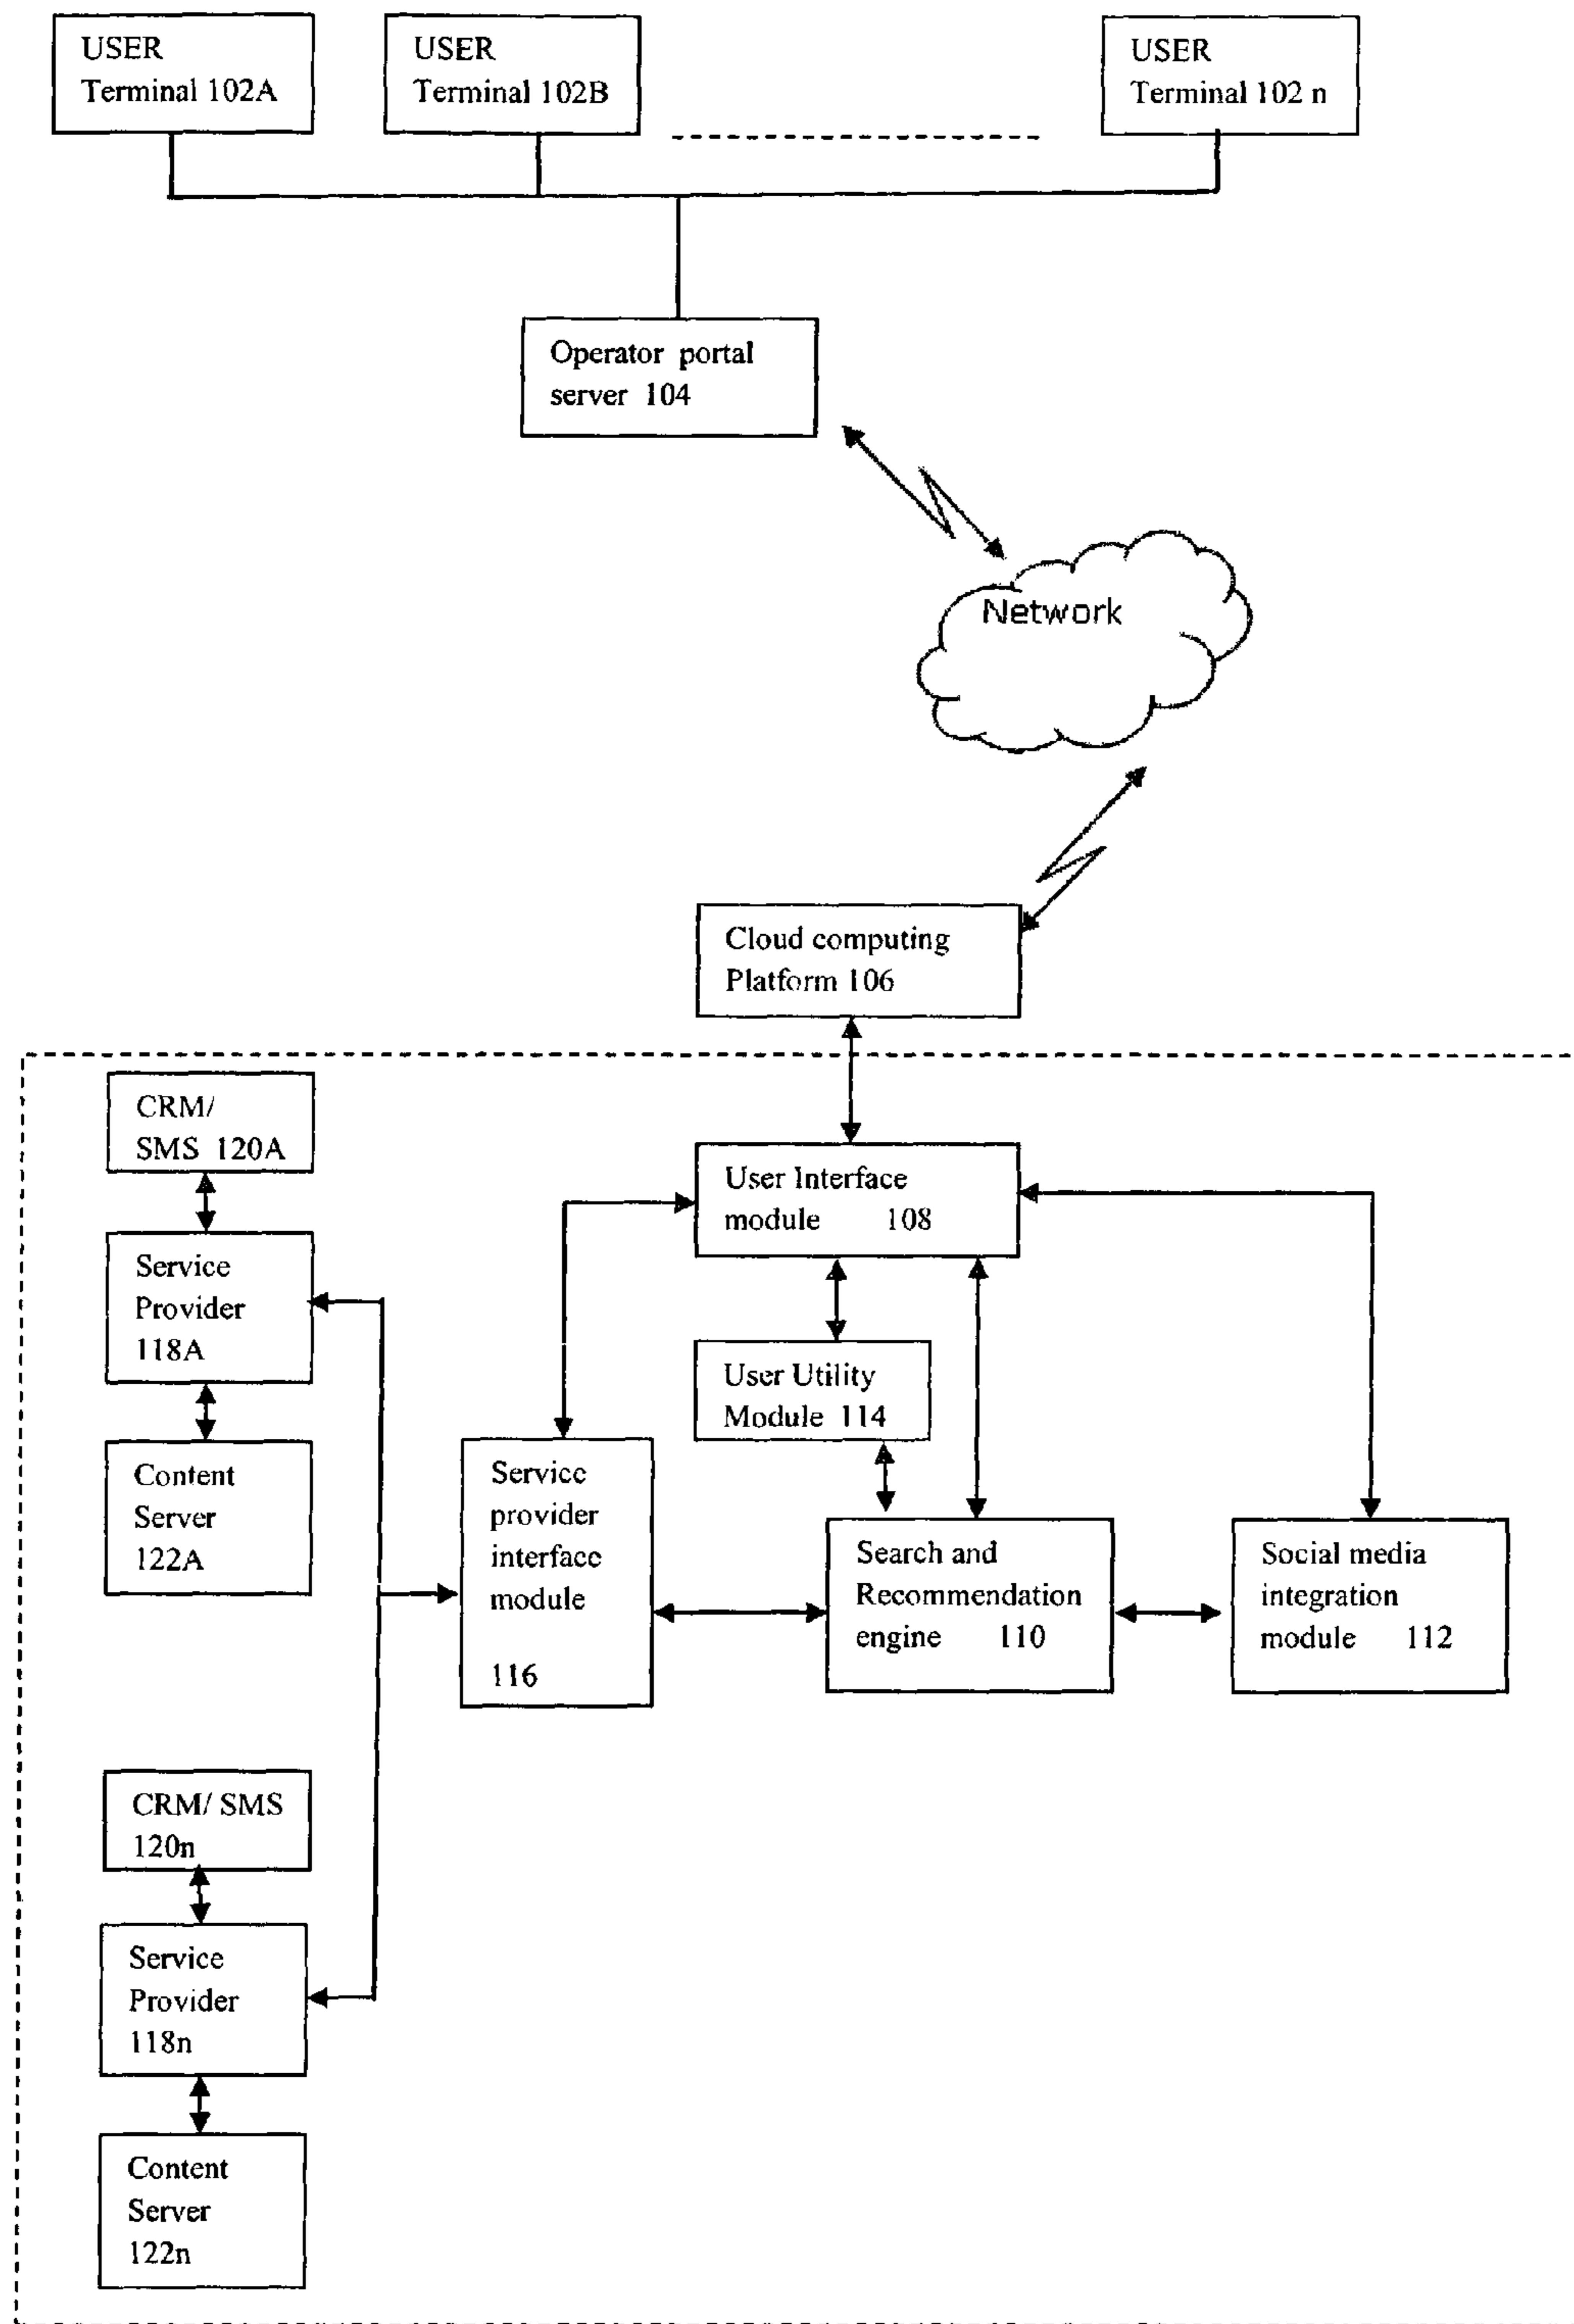 USER
Terminal 102A
USER
Terminal 102B
USER
Terminal 102 n
Operator portal
server 104
Network
Cloud computing
Platform 106
CRM/
SMS 120A
User Interface
module 108
Service
Provider
118A
User Utility
Module 114
Content
Server
122A
Service
provider
interface
module
116
Search and
Recommendation
engine 110
Social media
integration
module 112
CRM/ SMS
120n
Service
Provider
118n
Content
Server
122n